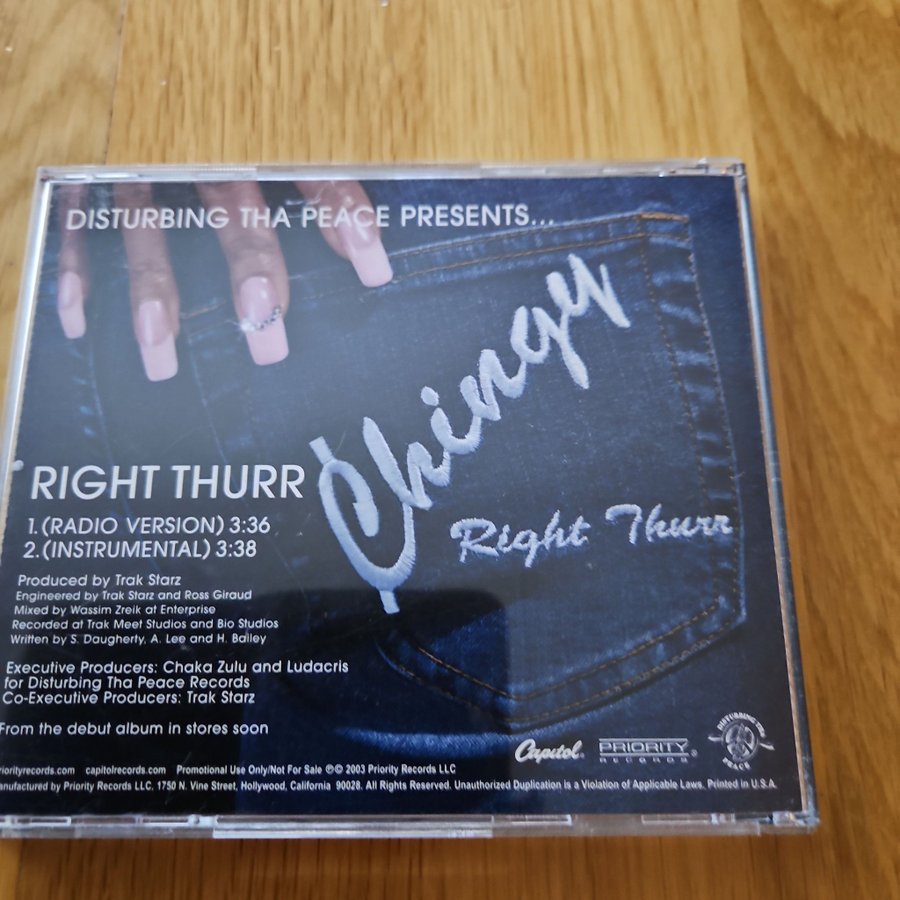 DISTURBING THA PEACE PRESENTS...
Chingy
Right Thurr
RIGHT THURR
1.(RADIO VERSION) 3:36
2.(INSTRUMENTAL) 3:38
Produced by Trak Starz
Engineered by Trak Starz and Ross Giraud
Mixed by Wassim Zreik at Enterprise
Recorded at Trak Meet Studios and Bio Studios
Written by S. Daugherty, A. Lee and H. Bailey
Executive Producers: Chaka Zulu and Ludacris
for Disturbing Tha Peace Records
Co-Executive Producers: Trak Starz
From the debut album in stores soon
Capitol®
PRIORITY®
RECORDS
DISTURBING THA
PEACE
riorityrecords.com capitolrecords.com Promotional Use Only/Not For Sale ℗© 2003 Priority Records LLC
anufactured by Priority Records LLC, 1750 N. Vine Street, Hollywood, California 90028. All Rights Reserved. Unauthorized Duplication is a Violation of Applicable Laws. Printed in U.S.A.